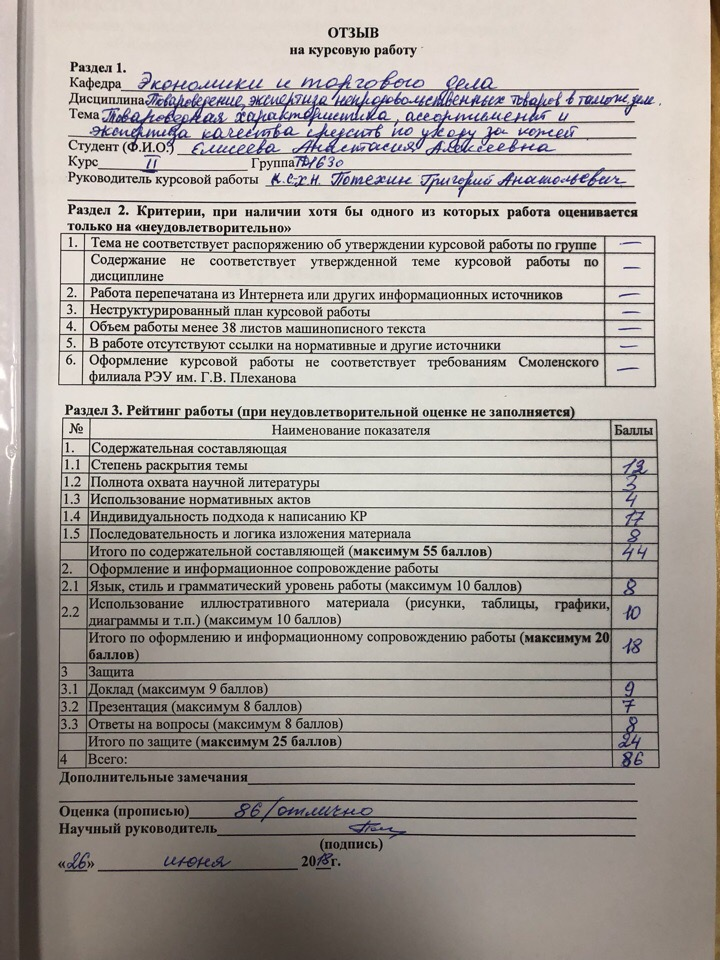 ОТЗЫВ
на курсовую работу
Раздел 1.
Кафедра Экономики и торгового дела
Дисциплина Товароведение, экспертиза непродовольственных товаров в тамож. деле.
Тема Товароведная характеристика, ассортимент и
экспертиза качества средств по уходу за кожей
Студент (Ф.И.О.) Елисеева Анастасия Алексеевна
Курс II Группа ТД1630
Руководитель курсовой работы к.с-х.н. Потехин Григорий Анатольевич
Раздел 2. Критерии, при наличии хотя бы одного из которых работа оценивается
только на «неудовлетворительно»
1. Тема не соответствует распоряжению об утверждении курсовой работы по группе —
Содержание не соответствует утвержденной теме курсовой работы по
дисциплине —
2. Работа перепечатана из Интернета или других информационных источников —
3. Неструктурированный план курсовой работы —
4. Объем работы менее 38 листов машинописного текста —
5. В работе отсутствуют ссылки на нормативные и другие источники —
6. Оформление курсовой работы не соответствует требованиям Смоленского
филиала РЭУ им. Г.В. Плеханова —
Раздел 3. Рейтинг работы (при неудовлетворительной оценке не заполняется)
№ Наименование показателя Баллы
1. Содержательная составляющая
1.1 Степень раскрытия темы 12
1.2 Полнота охвата научной литературы 3
1.3 Использование нормативных актов 4
1.4 Индивидуальность подхода к написанию КР 17
1.5 Последовательность и логика изложения материала 8
Итого по содержательной составляющей (максимум 55 баллов) 44
2. Оформление и информационное сопровождение работы
2.1 Язык, стиль и грамматический уровень работы (максимум 10 баллов) 8
2.2 Использование иллюстративного материала (рисунки, таблицы, графики,
диаграммы и т.п.) (максимум 10 баллов) 10
Итого по оформлению и информационному сопровождению работы (максимум 20
баллов) 18
3 Защита
3.1 Доклад (максимум 9 баллов) 9
3.2 Презентация (максимум 8 баллов) 7
3.3 Ответы на вопросы (максимум 8 баллов) 8
Итого по защите (максимум 25 баллов) 24
4 Всего: 86
Дополнительные замечания
Оценка (прописью) 86/отлично
Научный руководитель
(подпись)
«26» июня 2018г.